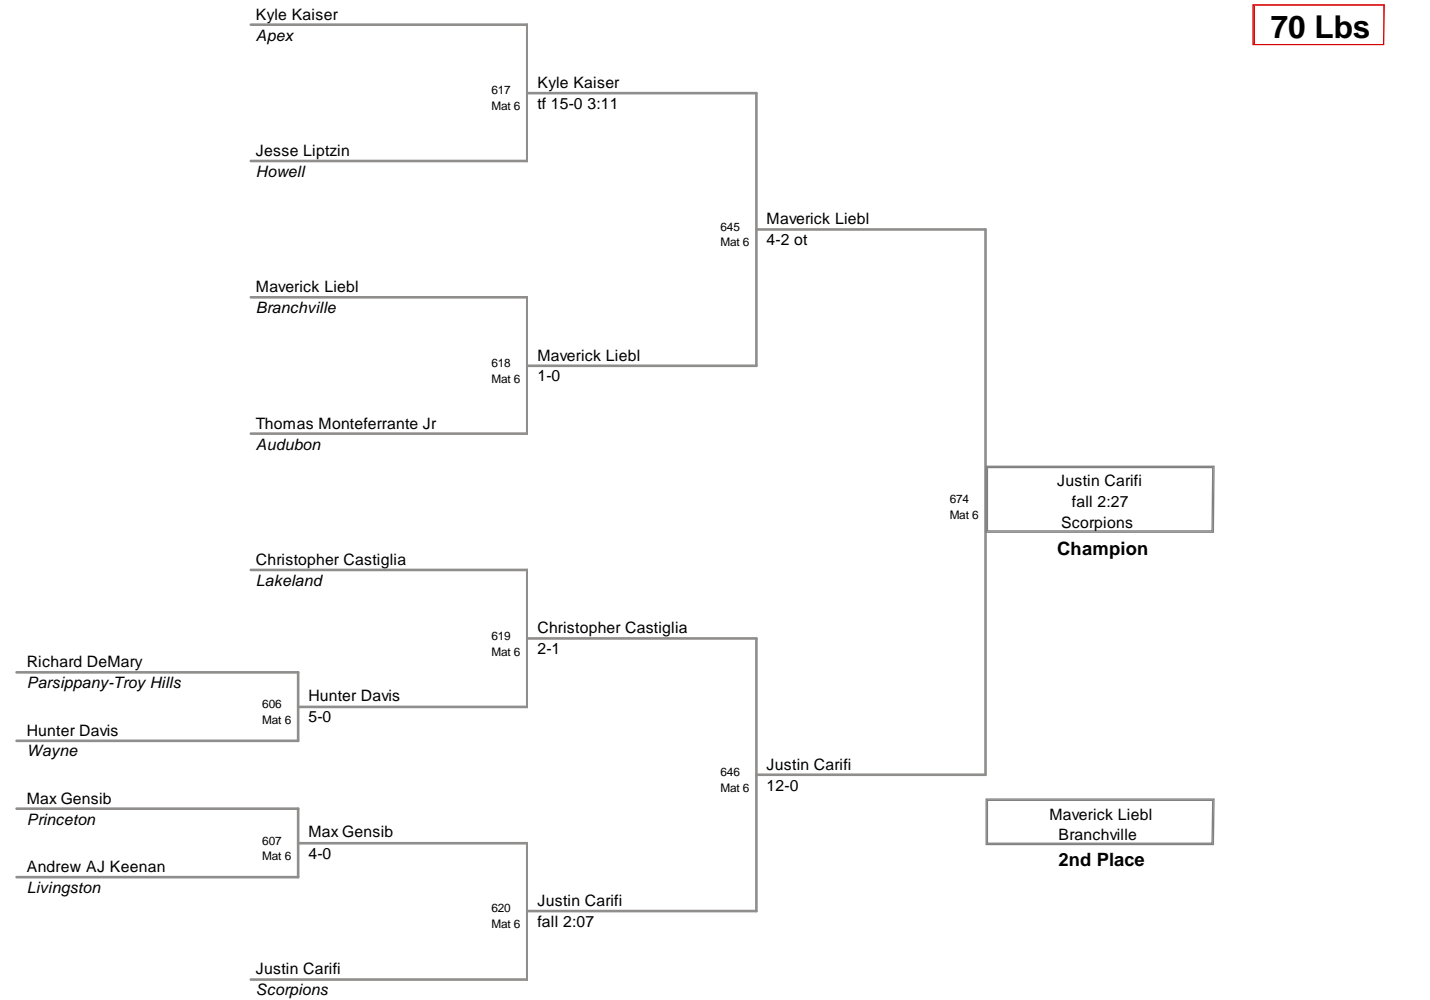 70 Lbs
Kyle Kaiser
Apex
617
Mat 6
Kyle Kaiser
tf 15-0 3:11
Jesse Liptzin
Howell
645
Mat 6
Maverick Liebl
4-2 ot
Maverick Liebl
Branchville
618
Mat 6
Maverick Liebl
1-0
Thomas Monteferrante Jr
Audubon
674
Mat 6
Justin Carifi
fall 2:27
Scorpions
Champion
Christopher Castiglia
Lakeland
619
Mat 6
Christopher Castiglia
2-1
Richard DeMary
Parsippany-Troy Hills
606
Mat 6
Hunter Davis
5-0
Hunter Davis
Wayne
646
Mat 6
Justin Carifi
12-0
Max Gensib
Princeton
607
Mat 6
Max Gensib
4-0
Andrew AJ Keenan
Livingston
Maverick Liebl
Branchville
2nd Place
620
Mat 6
Justin Carifi
fall 2:07
Justin Carifi
Scorpions